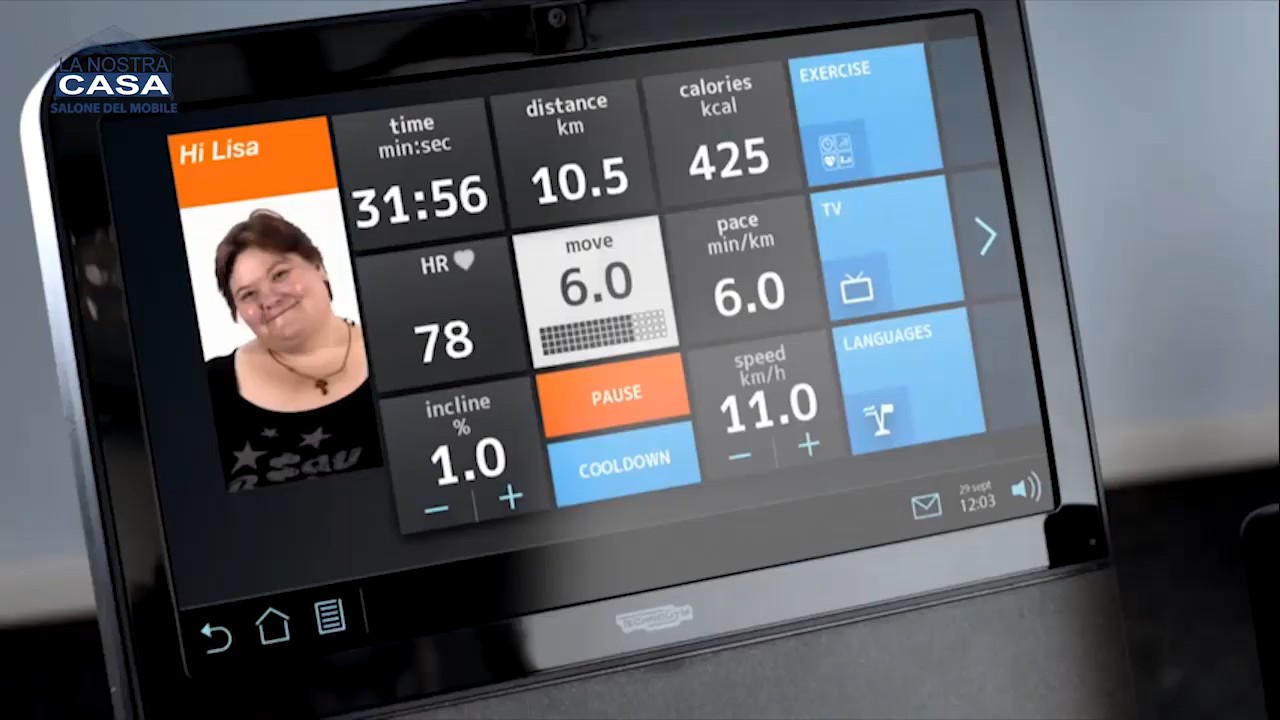 LA NOSTRA
CASA
SALONE DEL MOBILE
Hi Lisa
time
min:sec
31:56
distance
km
10.5
calories
kcal
425
EXERCISE
HR
78
move
6.0
pace
min/km
6.0
TV
incline
%
1.0
− +
PAUSE
COOLDOWN
speed
km/h
11.0
− +
LANGUAGES
29 sept
12:03
TECHNOGYM